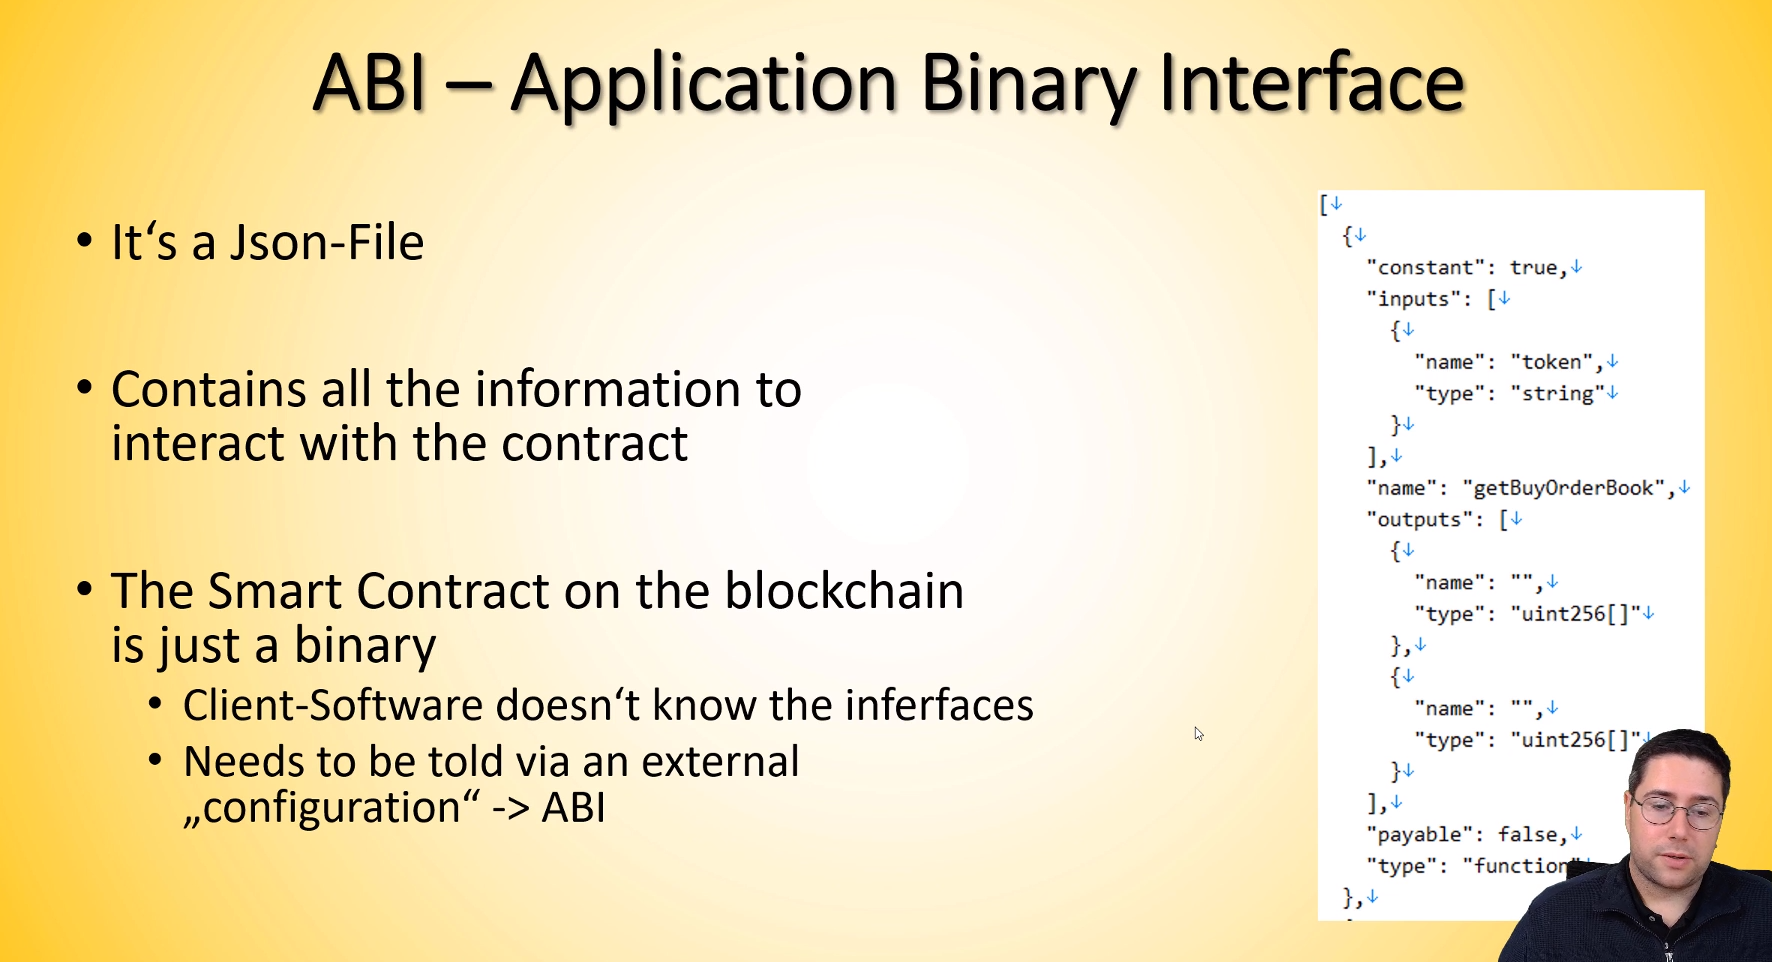 ABI – Application Binary Interface
• It‘s a Json-File
• Contains all the information to
interact with the contract
• The Smart Contract on the blockchain
is just a binary
• Client-Software doesn‘t know the inferfaces
• Needs to be told via an external
„configuration“ -> ABI
[↓
{↓
"constant": true,↓
"inputs": [↓
{↓
"name": "token",↓
"type": "string"↓
}↓
],↓
"name": "getBuyOrderBook",↓
"outputs": [↓
{↓
"name": "",↓
"type": "uint256[]"↓
},↓
{↓
"name": "",↓
"type": "uint256[]"↓
}↓
],↓
"payable": false,↓
"type": "function"↓
},↓